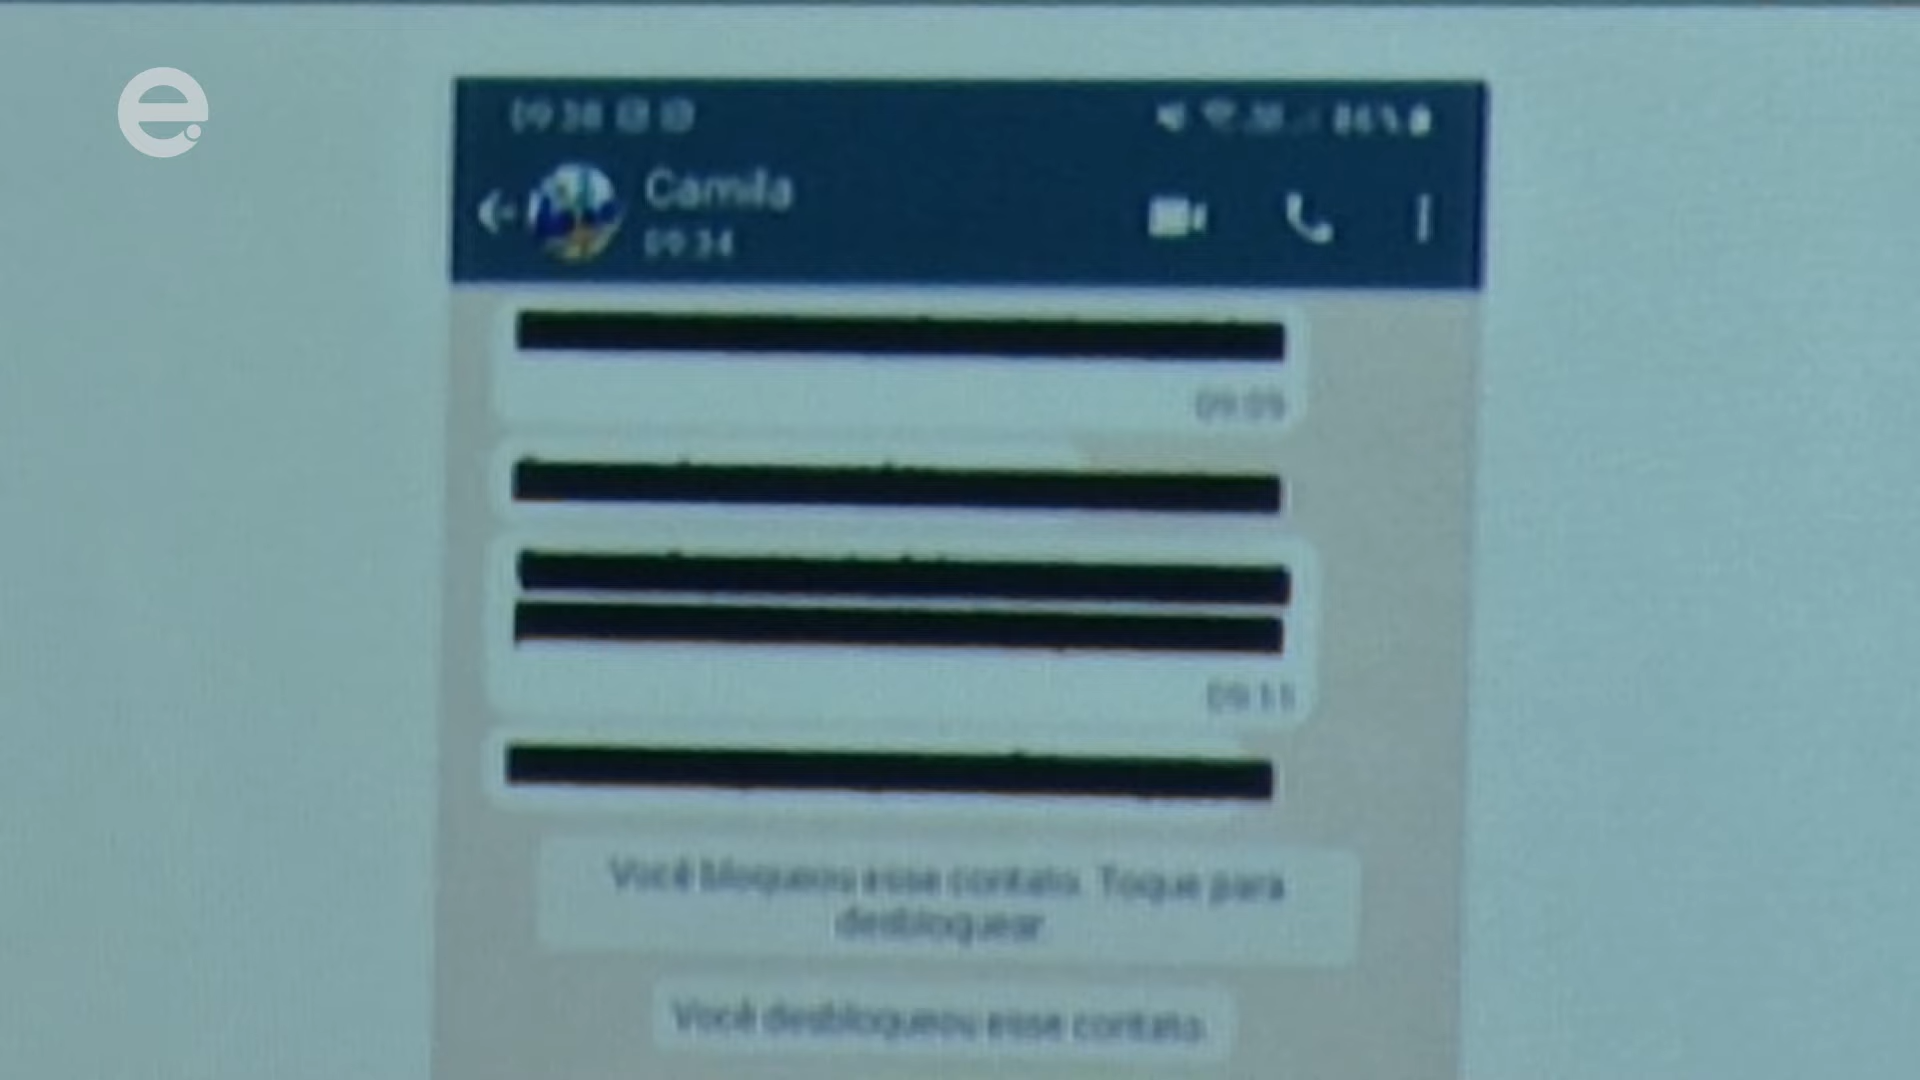 e
09:38
86%
Camila
09:34
09:09
09:11
Você bloqueou esse contato. Toque para
desbloquear
Você desbloqueou esse contato.